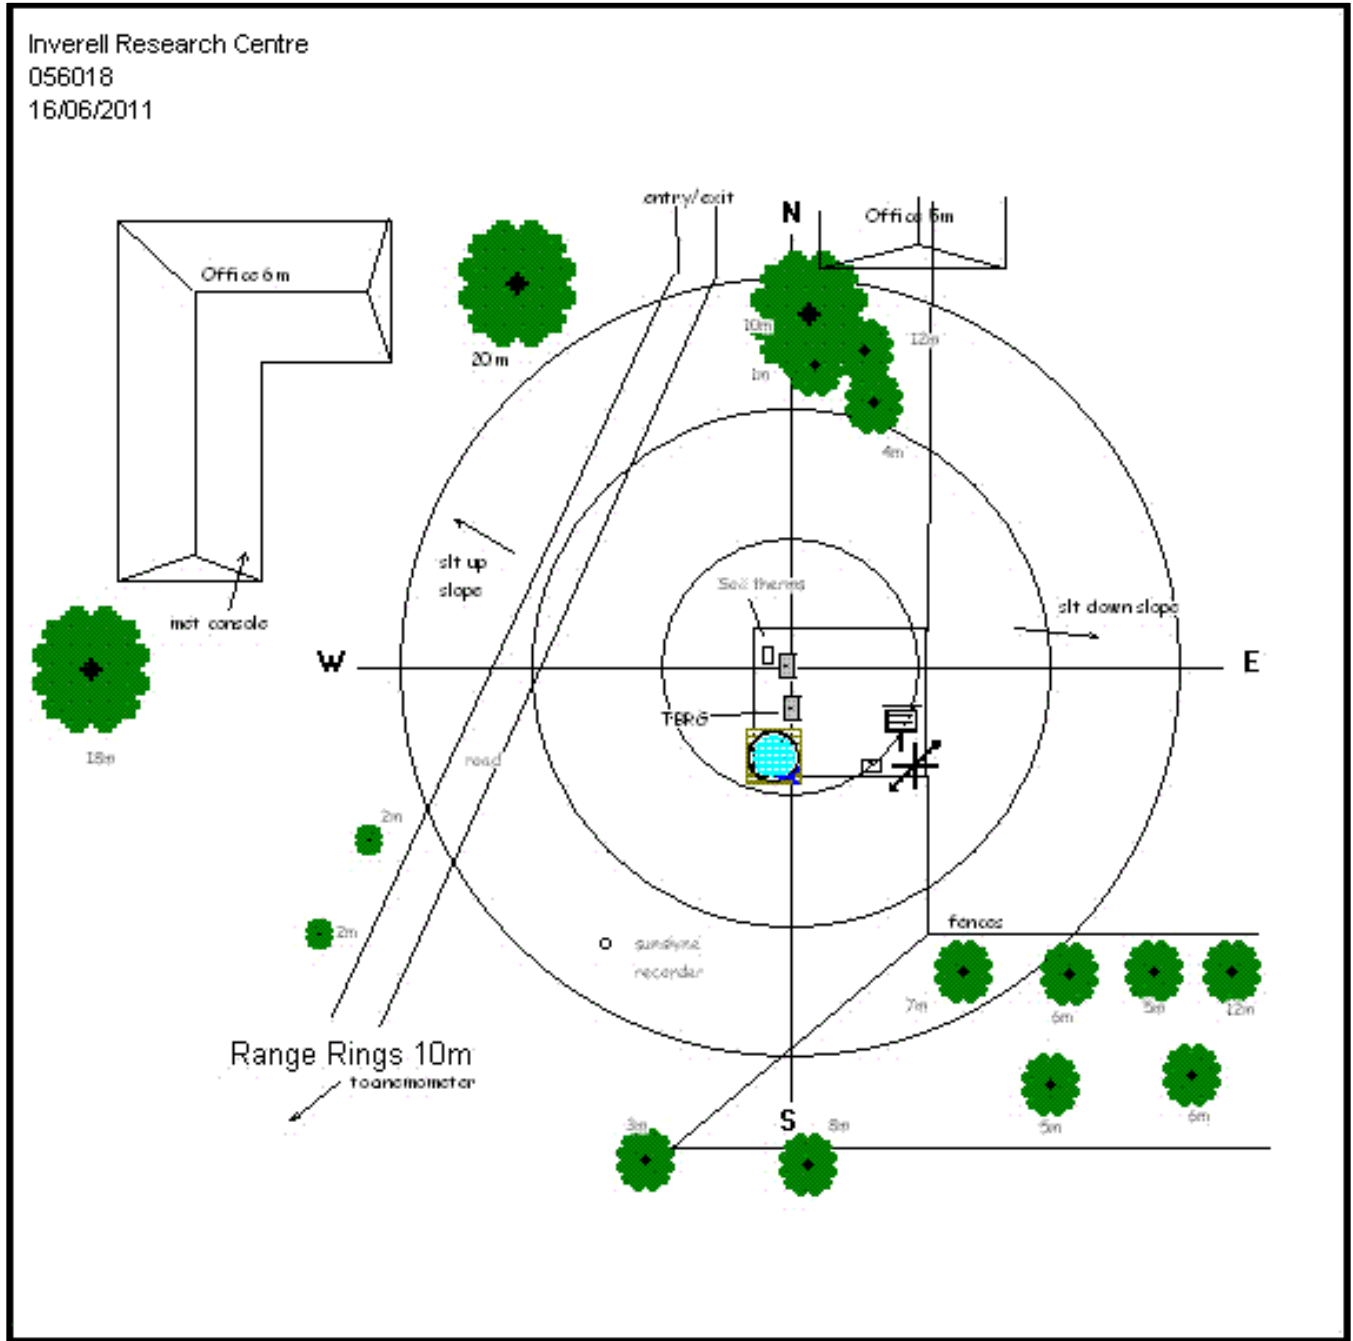 Inverell Research Centre
056018
16/06/2011
entry/exit
N
Office 5m
Office 6m
20m
10m
12m
1m
4m
slt up
slope
Soil therms
slt down slope
met console
W
E
TBRG
18m
road
2m
2m
sunshine
recorder
fences
7m
6m
5m
12m
Range Rings 10m
to anemometer
S
3m
8m
5m
6m